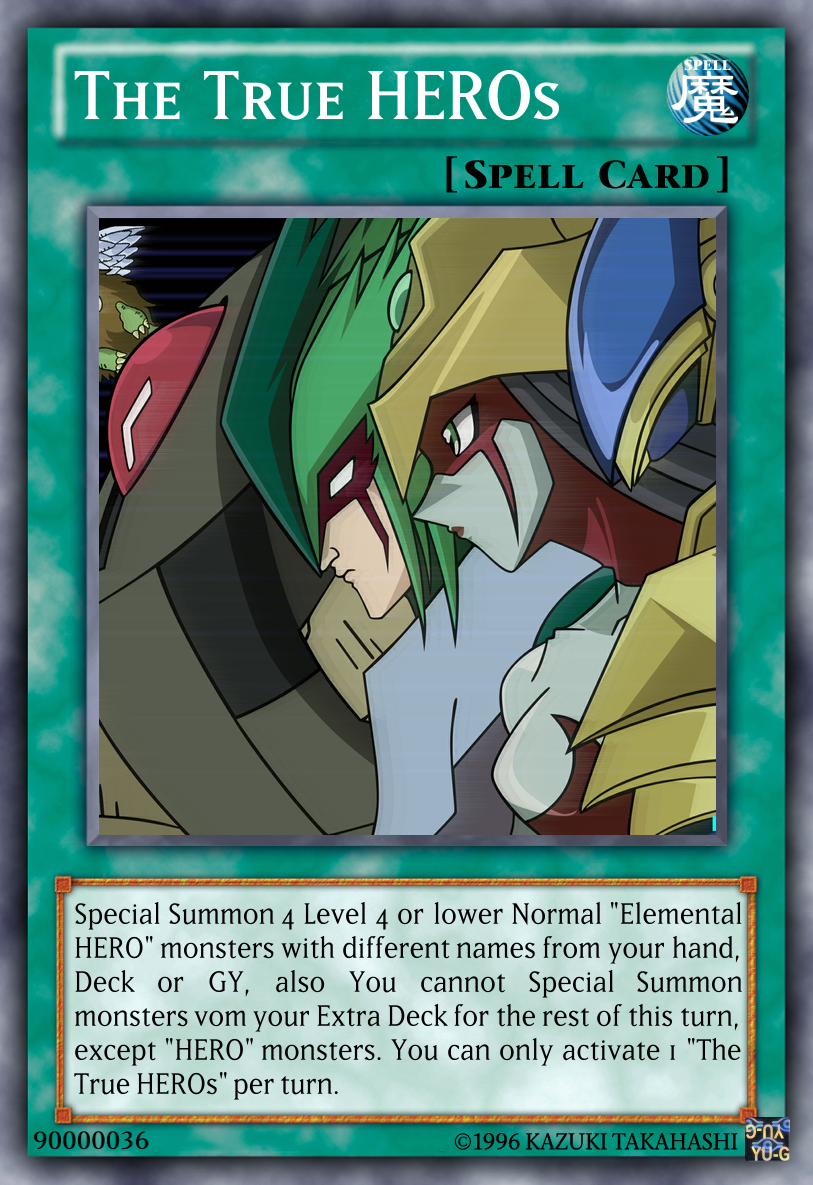 THE TRUE HEROS
SPELL
魔
[SPELL CARD]
Special Summon 4 Level 4 or lower Normal "Elemental
HERO" monsters with different names from your hand,
Deck or GY, also You cannot Special Summon
monsters vom your Extra Deck for the rest of this turn,
except "HERO" monsters. You can only activate 1 "The
True HEROs" per turn.
90000036
©1996 KAZUKI TAKAHASHI
YU-G
YU-G